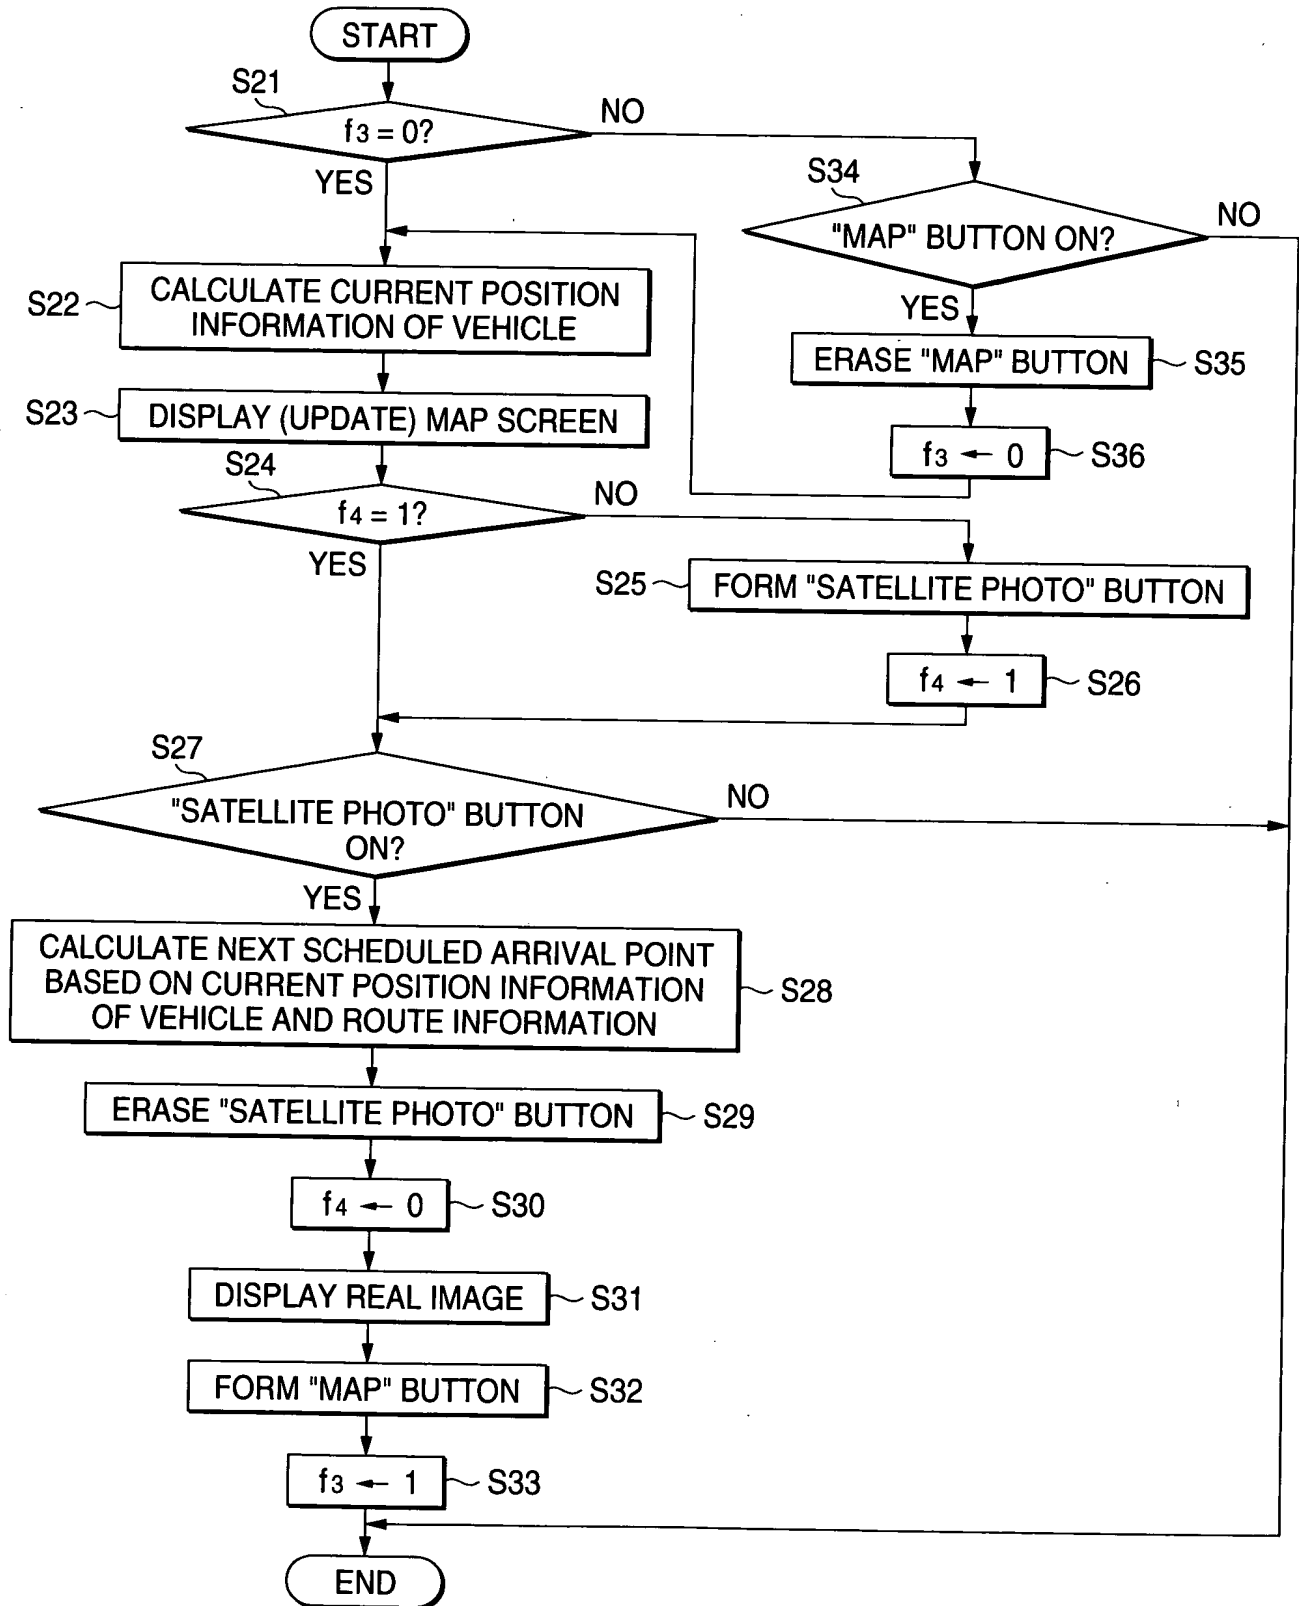 START
S21
f3 = 0?
NO
YES
S34
"MAP" BUTTON ON?
NO
YES
S22
CALCULATE CURRENT POSITION
INFORMATION OF VEHICLE
ERASE "MAP" BUTTON
S35
S23
DISPLAY (UPDATE) MAP SCREEN
f3 ← 0
S36
S24
f4 = 1?
NO
YES
S25
FORM "SATELLITE PHOTO" BUTTON
f4 ← 1
S26
S27
"SATELLITE PHOTO" BUTTON
ON?
NO
YES
CALCULATE NEXT SCHEDULED ARRIVAL POINT
BASED ON CURRENT POSITION INFORMATION
OF VEHICLE AND ROUTE INFORMATION
S28
ERASE "SATELLITE PHOTO" BUTTON
S29
f4 ← 0
S30
DISPLAY REAL IMAGE
S31
FORM "MAP" BUTTON
S32
f3 ← 1
S33
END